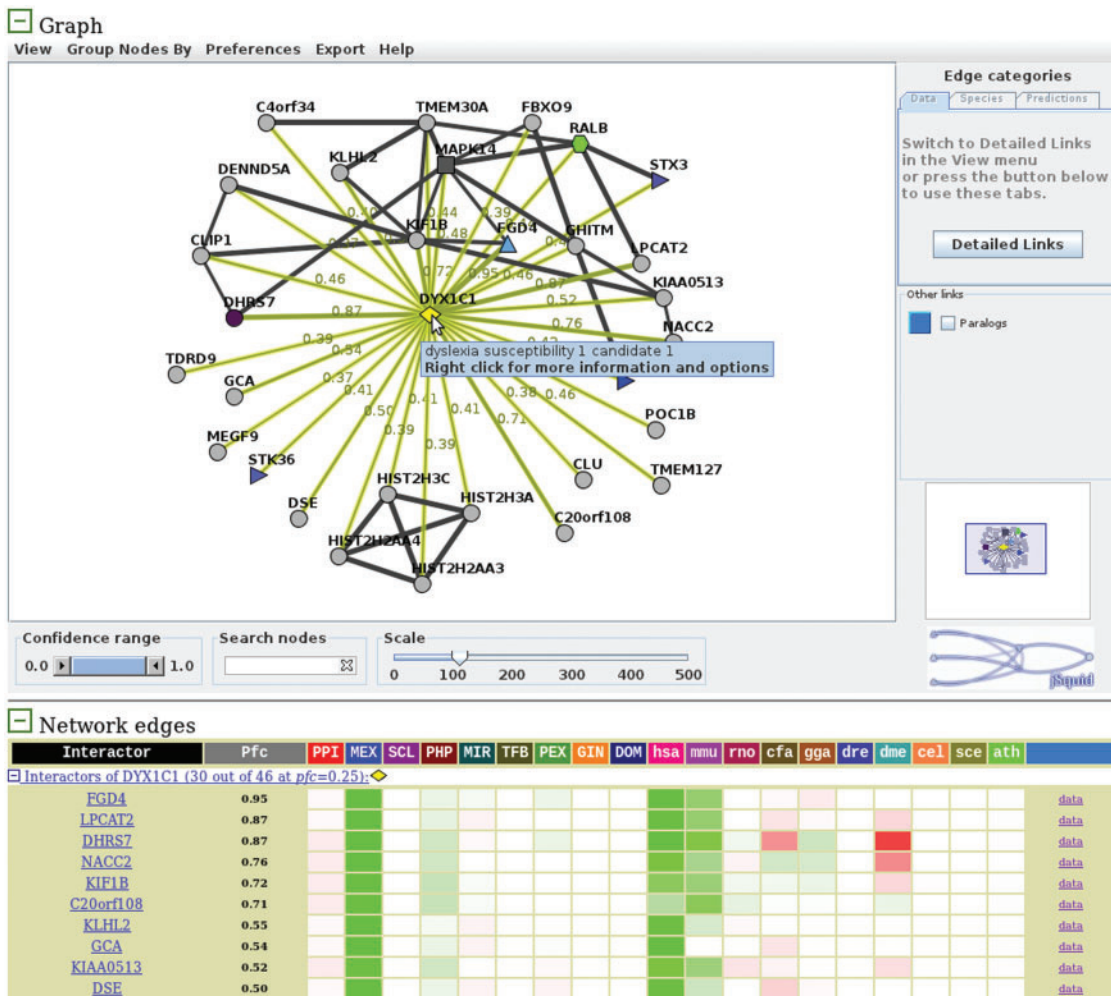 Graph
View Group Nodes By Preferences Export Help
Edge categories
Data Species Predictions
Switch to Detailed Links
in the View menu
or press the button below
to use these tabs.
Detailed Links
Other links
Paralogs
C4orf34
TMEM30A
FBXO9
RALB
MAPK14
KLHL2
STX3
DENND5A
KIF1B
FGD4
GHITM
CLIP1
LPCAT2
KIAA0513
DHRS7
DYX1C1
NACC2
0.44
0.39
0.48
0.46
0.72
0.95
0.46
0.87
0.52
0.87
0.76
0.39
0.54
dyslexia susceptibility 1 candidate 1
Right click for more information and options
TDRD9
GCA
0.37
0.41
0.50
0.41
0.41
0.38
0.46
0.71
0.39
0.39
POC1B
MEGF9
STK36
CLU
TMEM127
HIST2H3C
HIST2H3A
DSE
C20orf108
HIST2H2AA4
HIST2H2AA3
Confidence range
0.0 1.0
Search nodes
Scale
0 100 200 300 400 500
jSquid
Network edges
Interactor Pfc PPI MEX SCL PHP MIR TFB PEX GIN DOM hsa mmu rno cfa gga dre dme cel sce ath
Interactors of DYX1C1 (30 out of 46 at pfc=0.25):
FGD4 0.95 data
LPCAT2 0.87 data
DHRS7 0.87 data
NACC2 0.76 data
KIF1B 0.72 data
C20orf108 0.71 data
KLHL2 0.55 data
GCA 0.54 data
KIAA0513 0.52 data
DSE 0.50 data